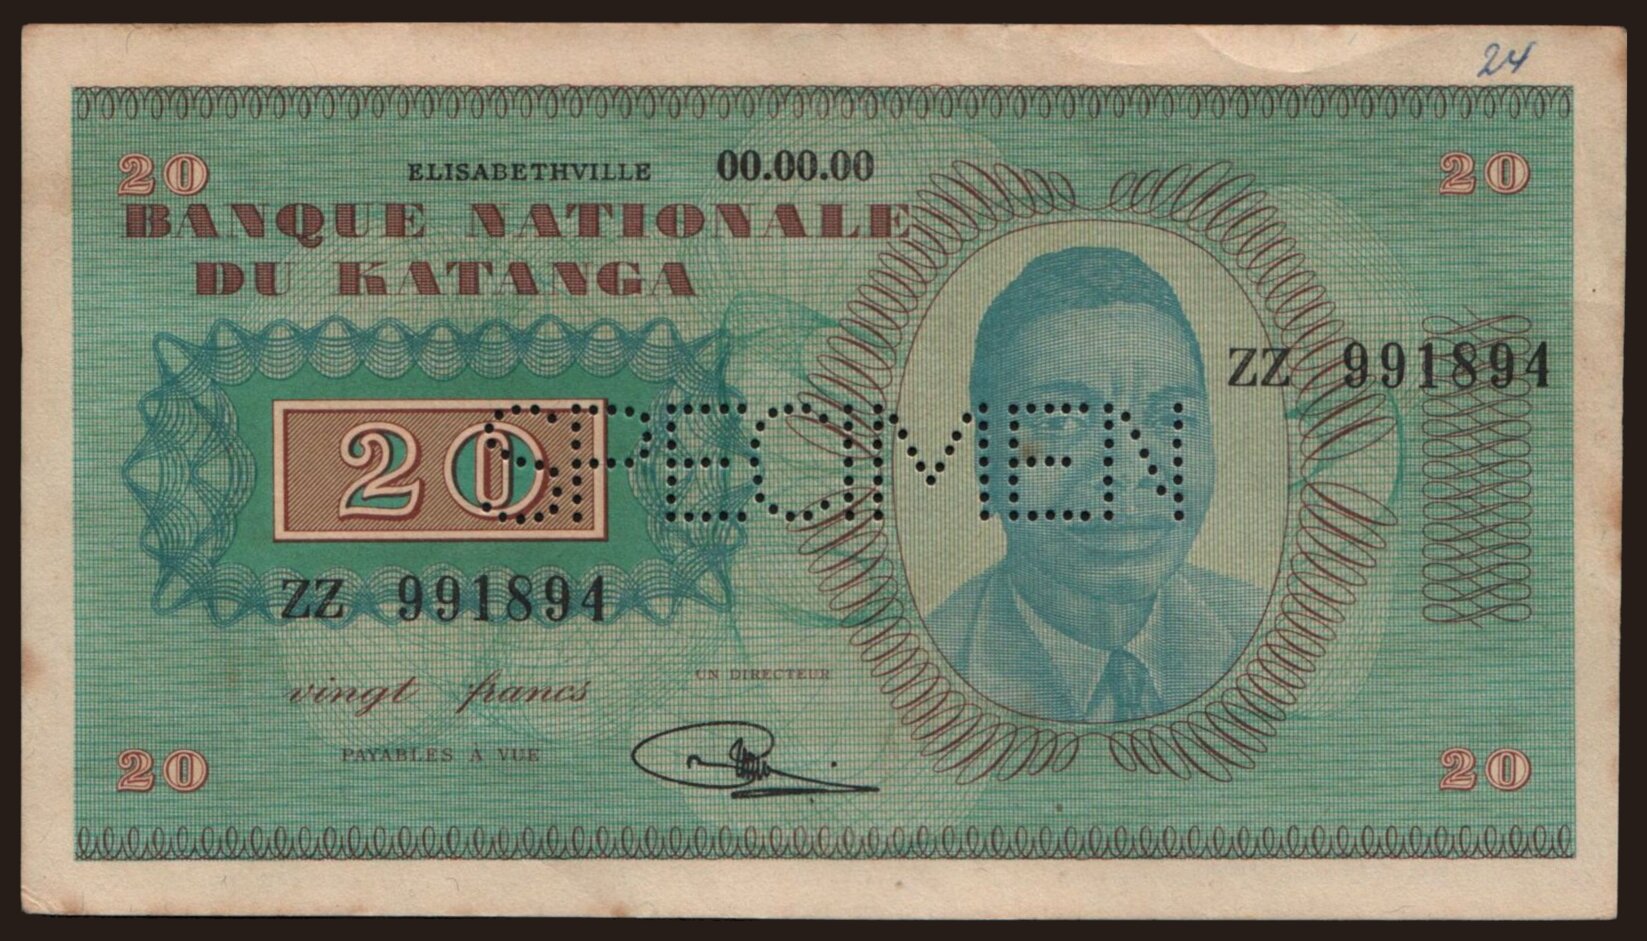 24
20 ELISABETHVILLE 00.00.00 20
BANQUE NATIONALE
DU KATANGA
ZZ 991894
20
SPECIMEN
ZZ 991894
vingt francs
UN DIRECTEUR
PAYABLES À VUE
20 20